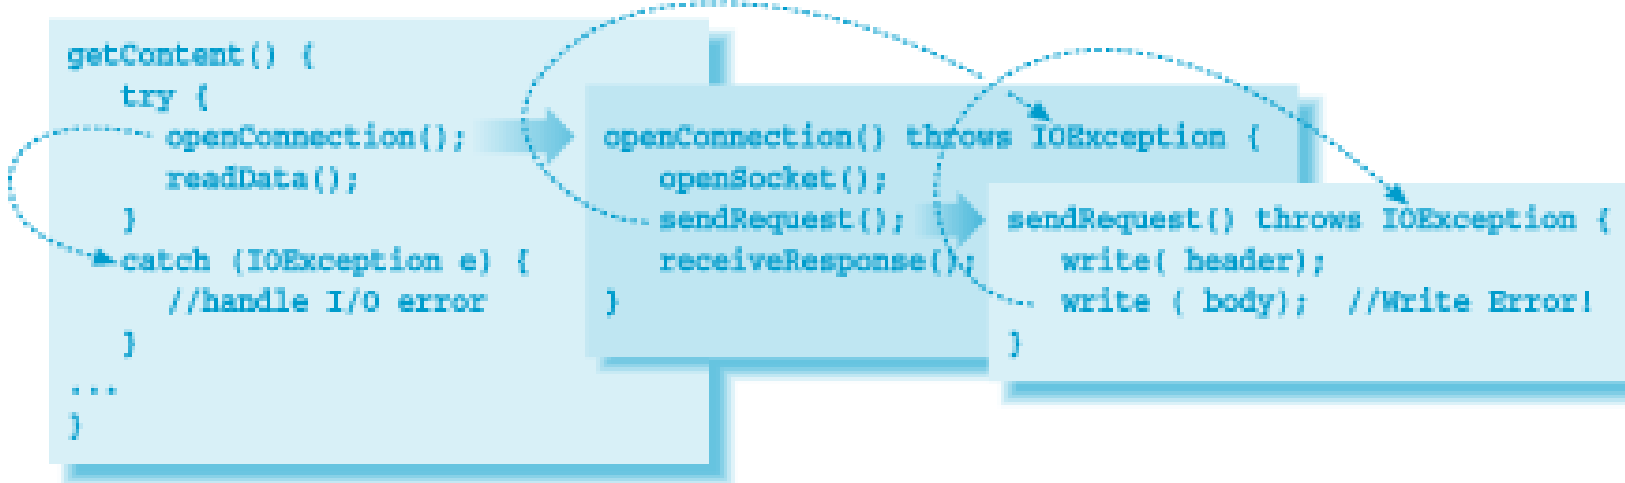 getContent() {
try {
openConnection();
readData();
}
catch (IOException e) {
//handle I/O error
}
...
}
openConnection() throws IOException {
openSocket();
sendRequest();
receiveResponse();
}
sendRequest() throws IOException {
write( header);
write ( body); //Write Error!
}